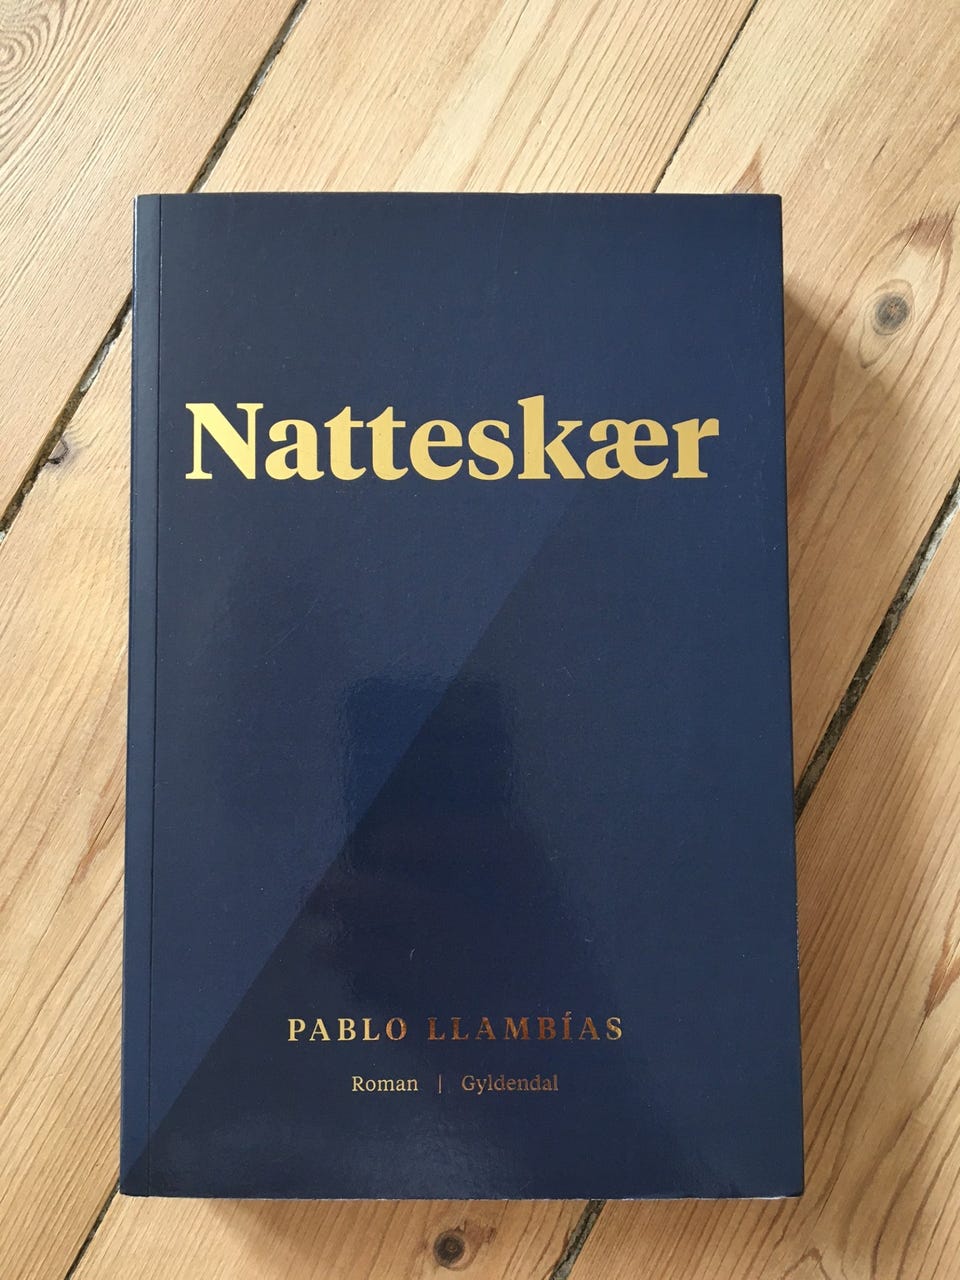 Natteskær
PABLO LLAMBÍAS
Roman | Gyldendal